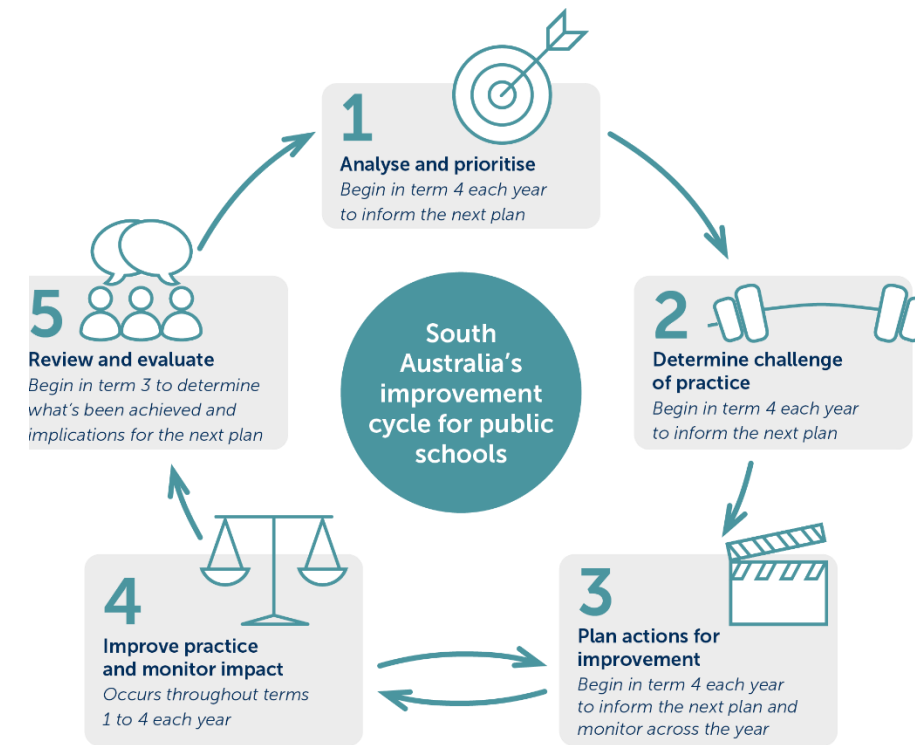 1
Analyse and prioritise
Begin in term 4 each year
to inform the next plan
2
Determine challenge
of practice
Begin in term 4 each year
to inform the next plan
3
Plan actions for
improvement
Begin in term 4 each year
to inform the next plan and
monitor across the year
4
Improve practice
and monitor impact
Occurs throughout terms
1 to 4 each year
5
Review and evaluate
Begin in term 3 to determine
what's been achieved and
implications for the next plan
South
Australia's
improvement
cycle for public
schools